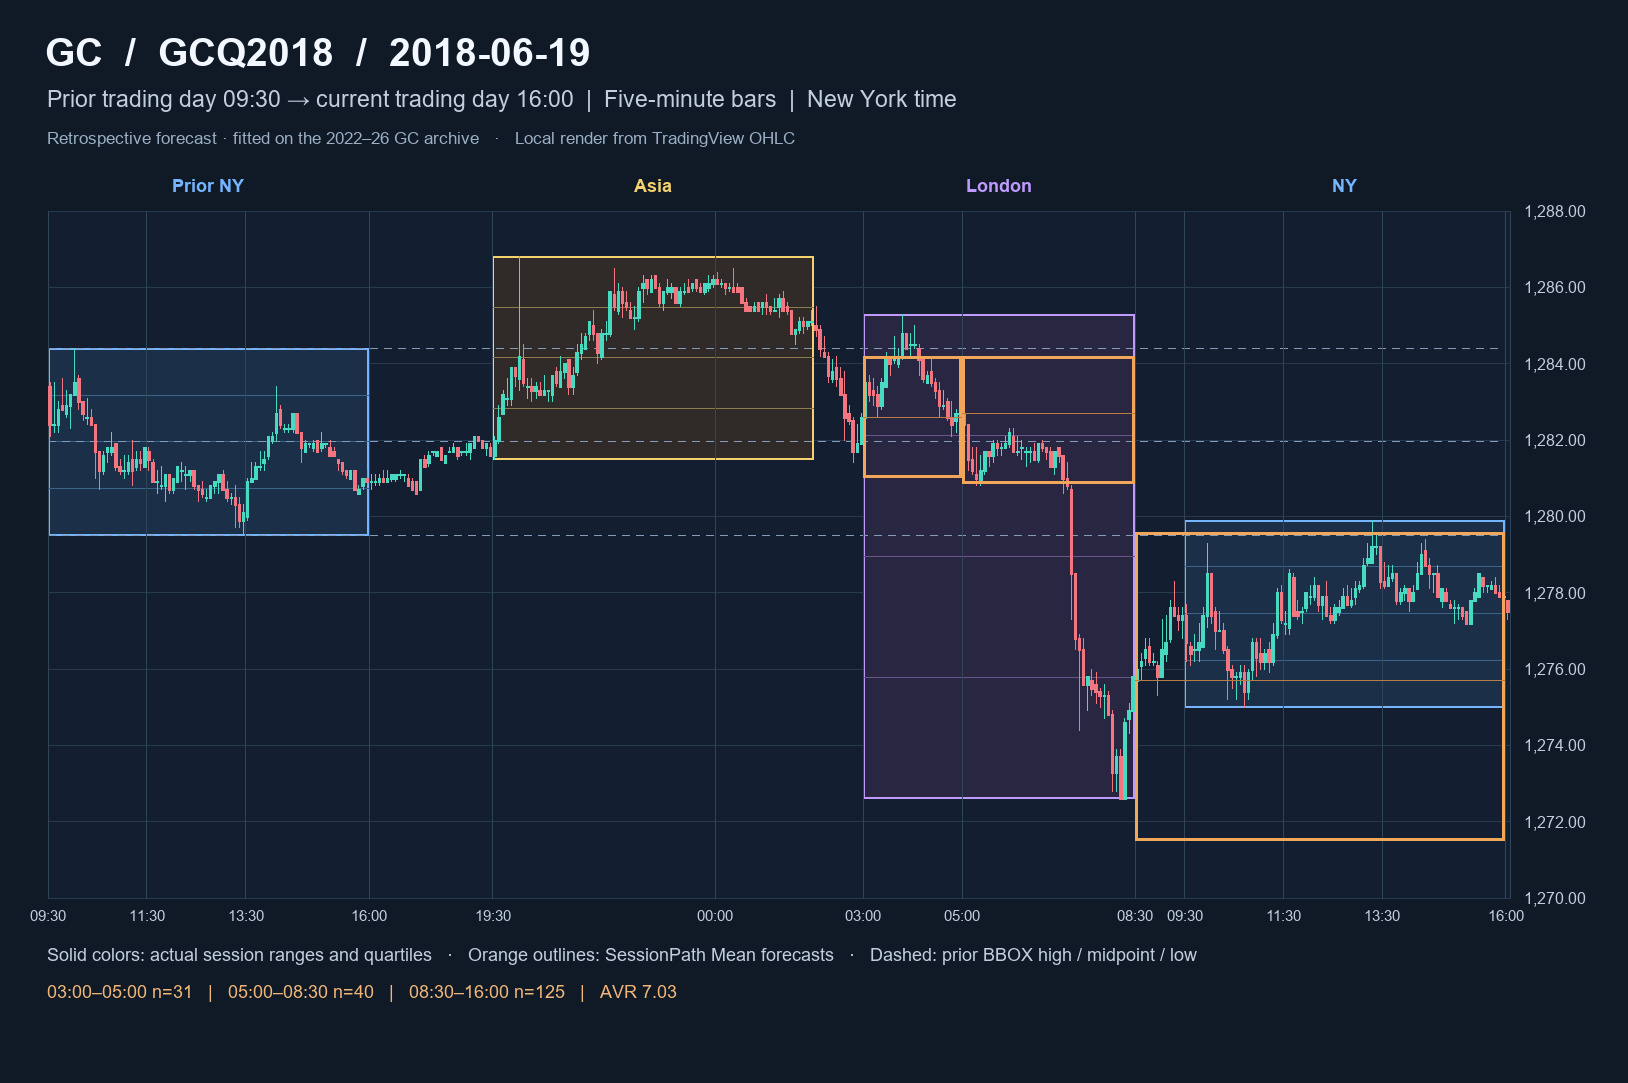 GC / GCQ2018 / 2018-06-19
Prior trading day 09:30 → current trading day 16:00 | Five-minute bars | New York time
Retrospective forecast · fitted on the 2022–26 GC archive · Local render from TradingView OHLC
Prior NY Asia London NY
1,288.00
1,286.00
1,284.00
1,282.00
1,280.00
1,278.00
1,276.00
1,274.00
1,272.00
1,270.00
09:30 11:30 13:30 16:00 19:30 00:00 03:00 05:00 08:30 09:30 11:30 13:30 16:00
Solid colors: actual session ranges and quartiles · Orange outlines: SessionPath Mean forecasts · Dashed: prior BBOX high / midpoint / low
03:00–05:00 n=31 | 05:00–08:30 n=40 | 08:30–16:00 n=125 | AVR 7.03